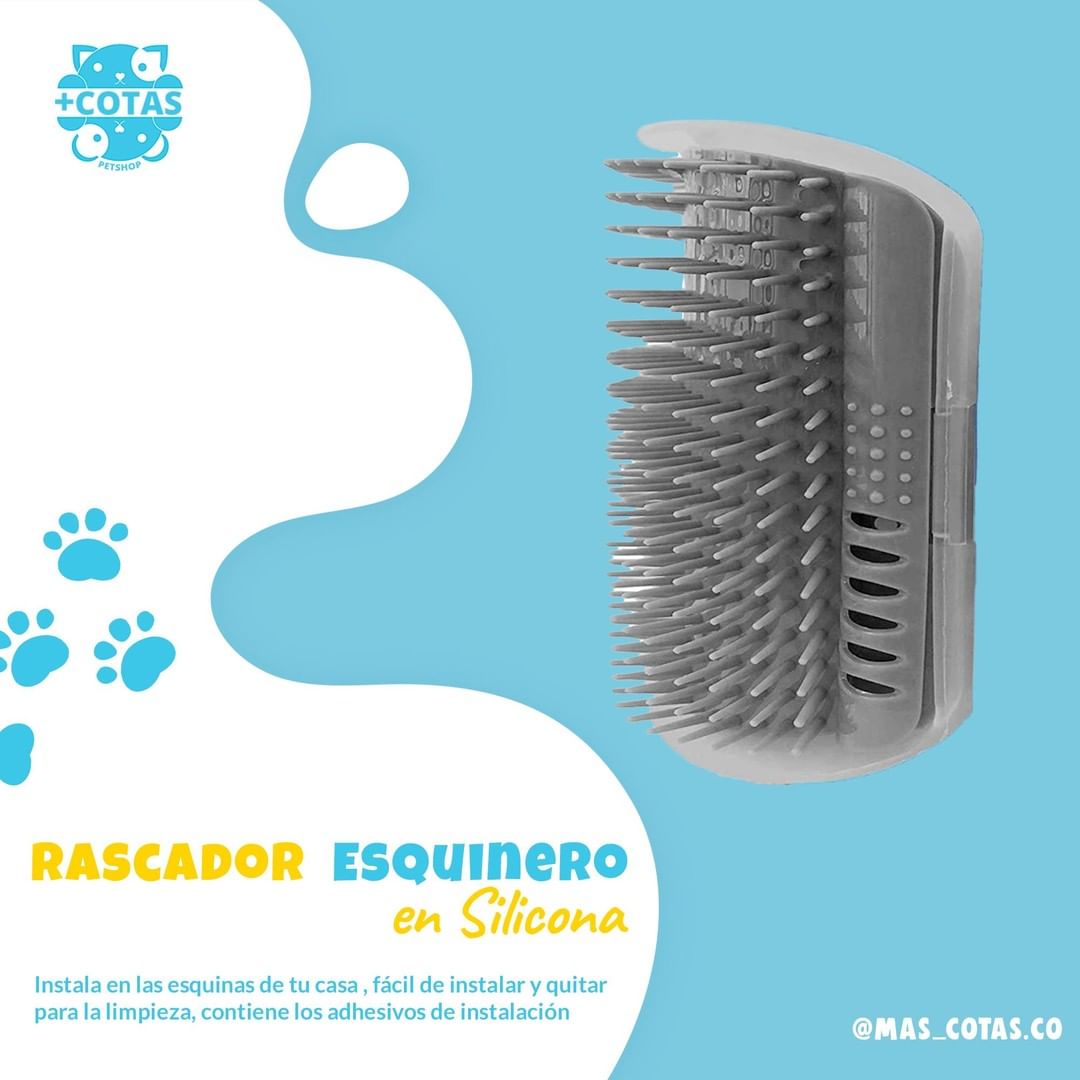 +COTAS
PETSHOP
RASCADOR ESQUINERO
en Silicona
Instala en las esquinas de tu casa , fácil de instalar y quitar
para la limpieza, contiene los adhesivos de instalación
@MAS_COTAS.CO